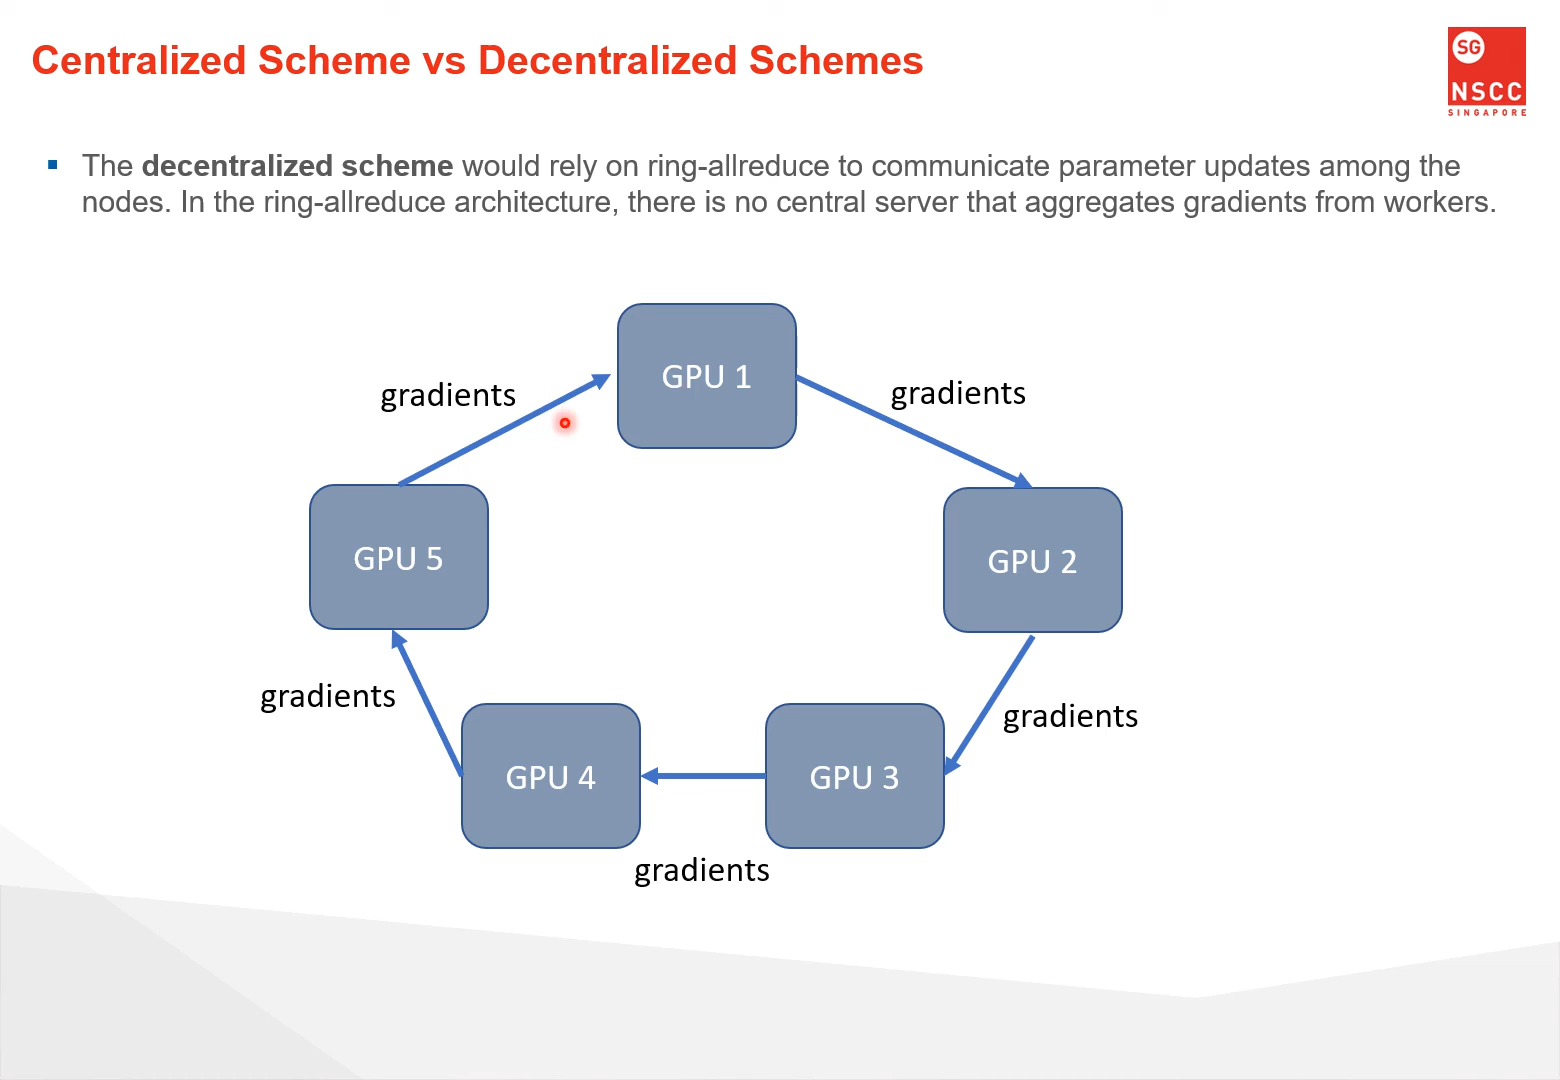 Centralized Scheme vs Decentralized Schemes
SG
NSCC
SINGAPORE
The decentralized scheme would rely on ring-allreduce to communicate parameter updates among the
nodes. In the ring-allreduce architecture, there is no central server that aggregates gradients from workers.
GPU 1
gradients
gradients
GPU 5
GPU 2
gradients
gradients
GPU 4
GPU 3
gradients